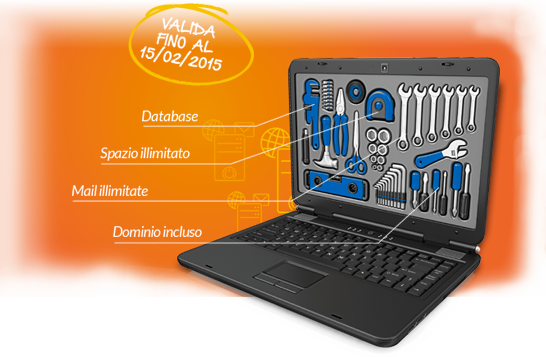 VALIDA
FINO AL
15/02/2015
Database
Spazio illimitato
Mail illimitate
Dominio incluso